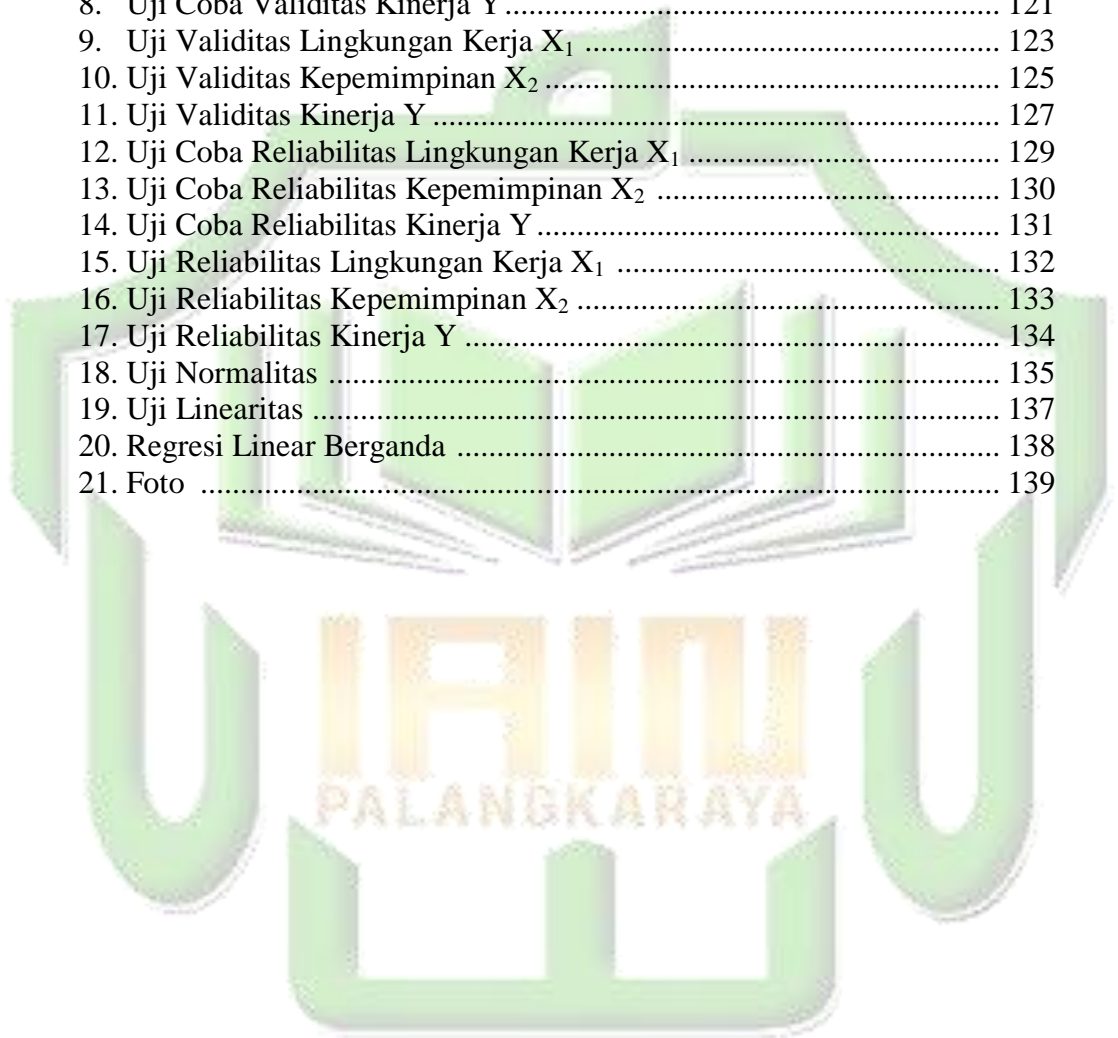 8. Uji Coba Validitas Kinerja Y ............................................................... 121
9. Uji Validitas Lingkungan Kerja X₁ .................................................... 123
10. Uji Validitas Kepemimpinan X₂ ......................................................... 125
11. Uji Validitas Kinerja Y ....................................................................... 127
12. Uji Coba Reliabilitas Lingkungan Kerja X₁ ....................................... 129
13. Uji Coba Reliabilitas Kepemimpinan X₂ ........................................... 130
14. Uji Coba Reliabilitas Kinerja Y .......................................................... 131
15. Uji Reliabilitas Lingkungan Kerja X₁ ................................................ 132
16. Uji Reliabilitas Kepemimpinan X₂ ..................................................... 133
17. Uji Reliabilitas Kinerja Y ................................................................... 134
18. Uji Normalitas .................................................................................... 135
19. Uji Linearitas ...................................................................................... 137
20. Regresi Linear Berganda .................................................................... 138
21. Foto .................................................................................................... 139
IAIN
PALANGKARAYA